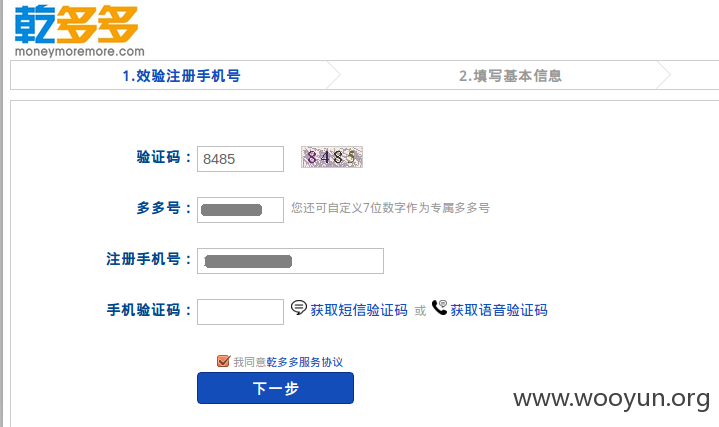 乾多多
moneymoremore.com
1.效验注册手机号 2.填写基本信息
验证码： 8485 8485
多多号： 您还可自定义7位数字作为专属多多号
注册手机号：
手机验证码： 获取短信验证码 或 获取语音验证码
我同意乾多多服务协议
下一步
www.wooyun.org